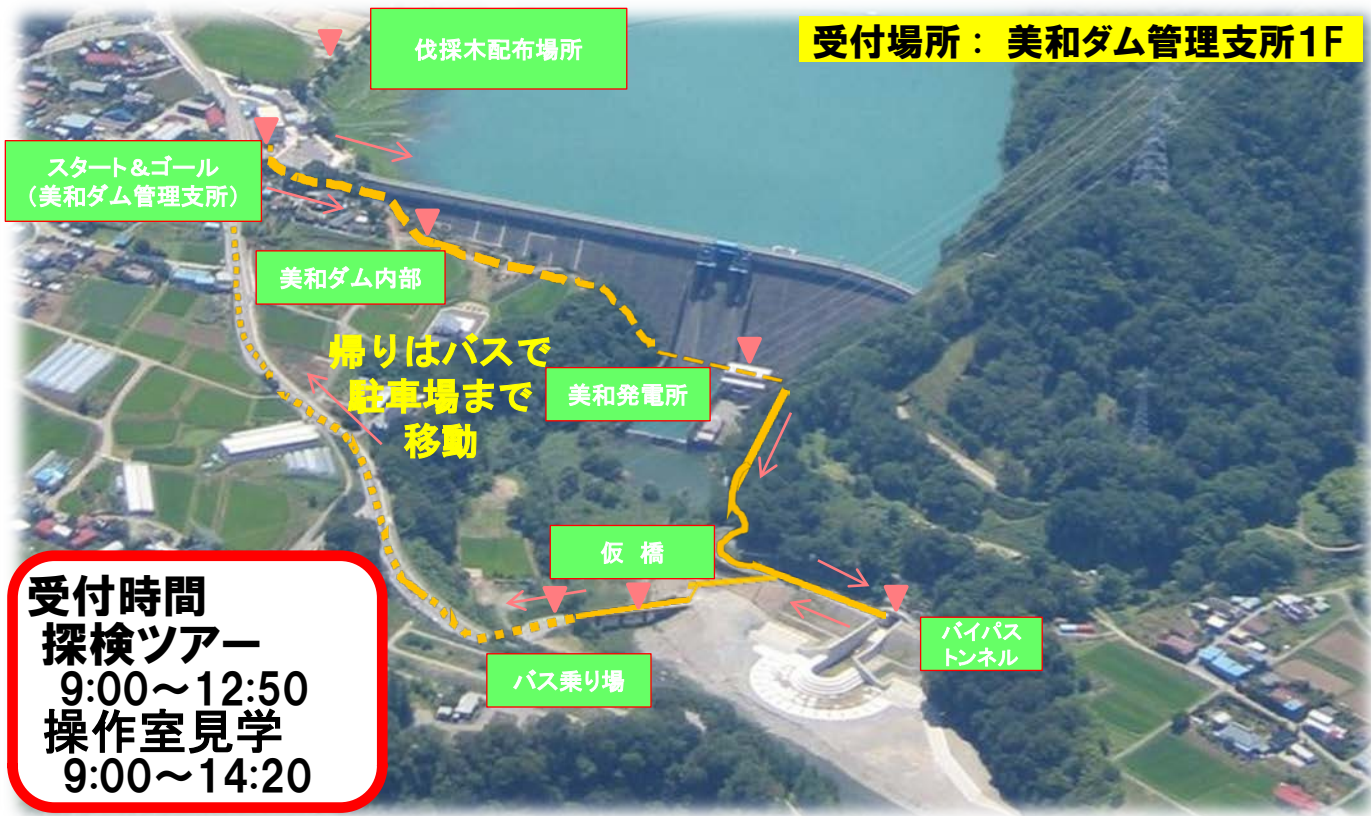 受付場所： 美和ダム管理支所1F
伐採木配布場所
スタート＆ゴール
（美和ダム管理支所）
美和ダム内部
帰りはバスで
駐車場まで
移動
美和発電所
仮 橋
バイパス
トンネル
バス乗り場
受付時間
探検ツアー
9:00～12:50
操作室見学
9:00～14:20